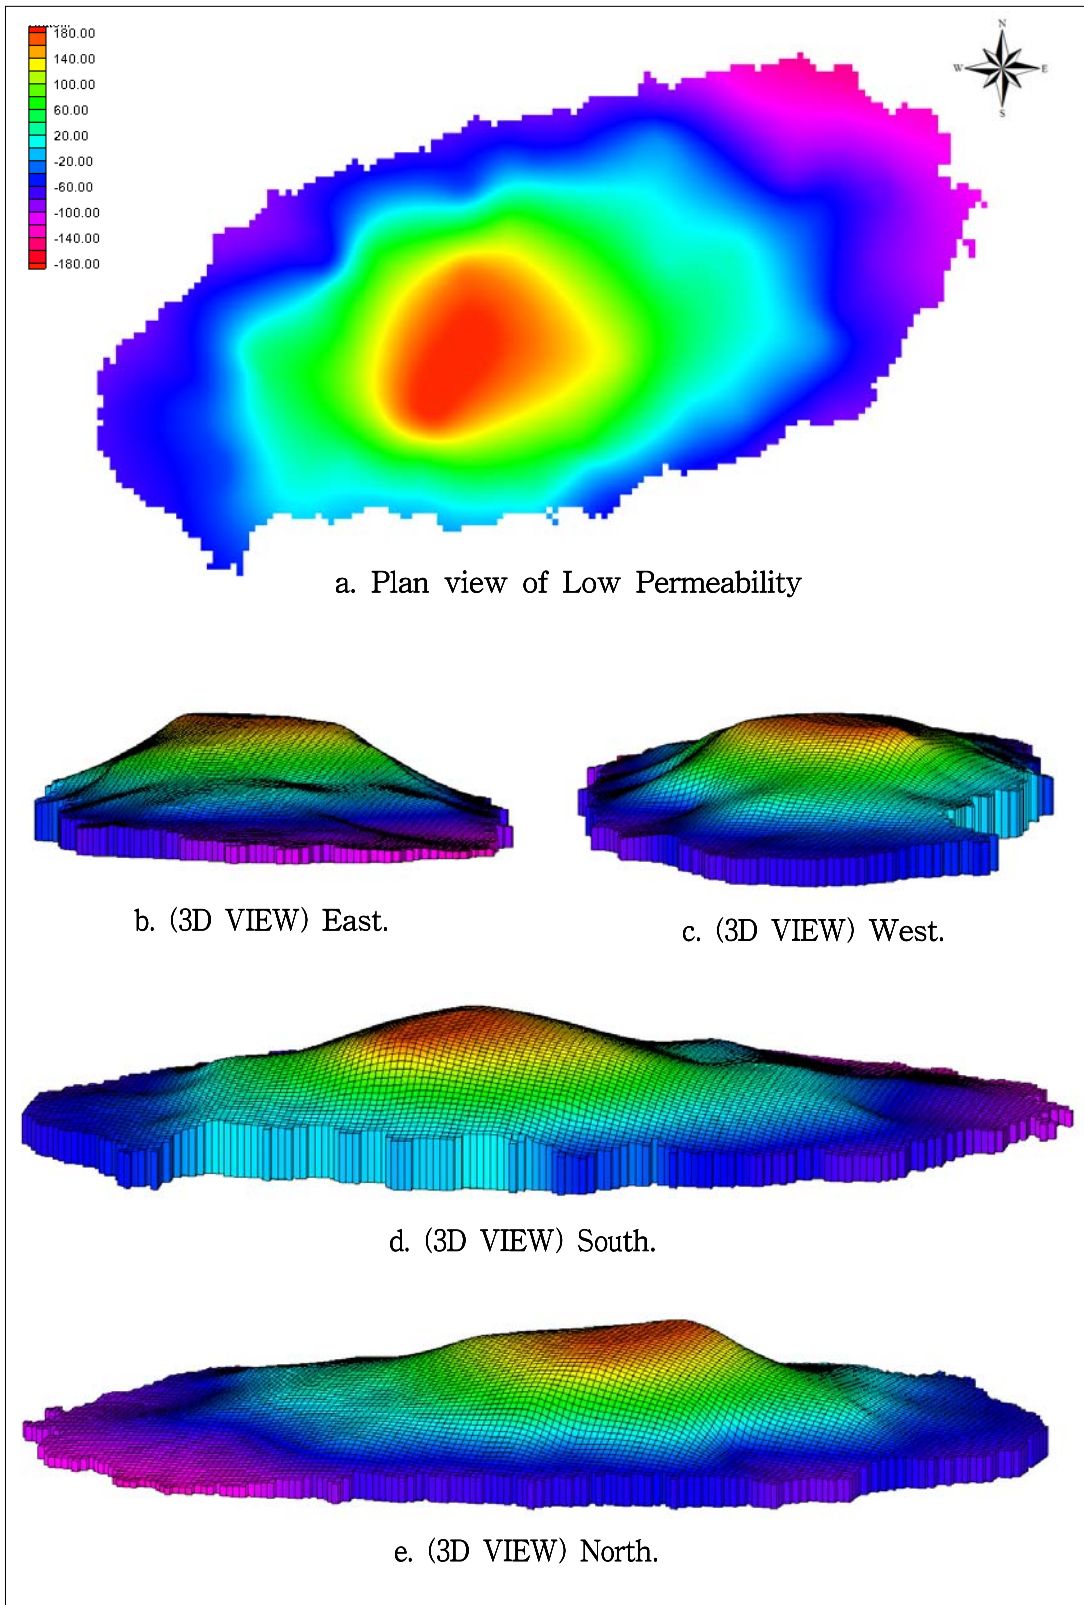 180.00
140.00
100.00
60.00
20.00
-20.00
-60.00
-100.00
-140.00
-180.00
N
W
E
S
a. Plan view of Low Permeability
b. (3D VIEW) East.
c. (3D VIEW) West.
d. (3D VIEW) South.
e. (3D VIEW) North.